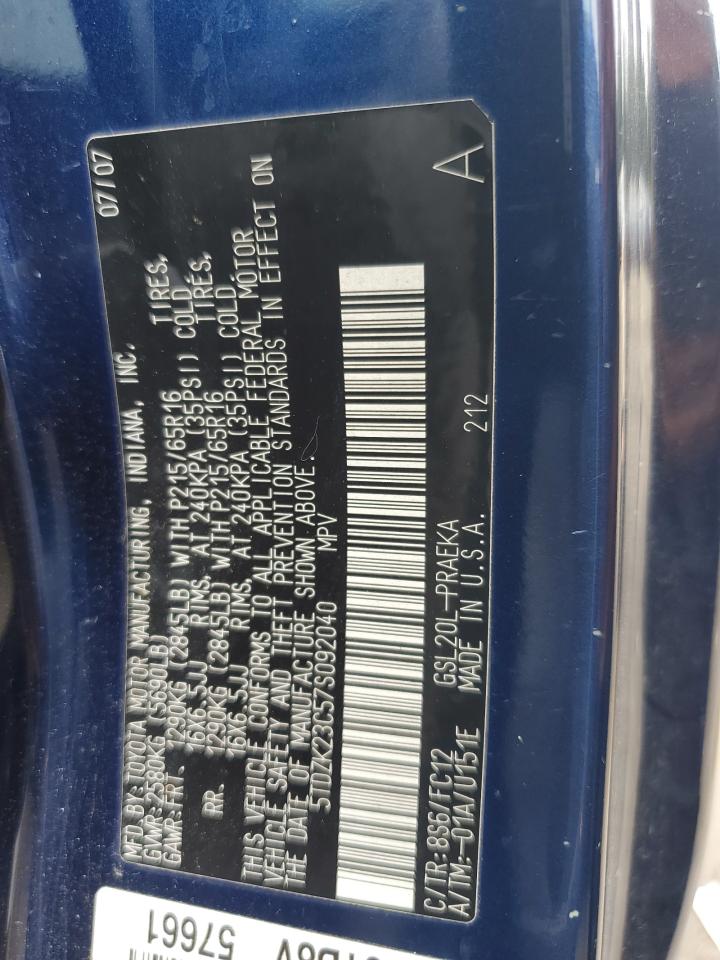 MFD BY: TOYOTA MOTOR MANUFACTURING, INDIANA, INC. 07/07
GVWR 2580KG (5690LB)
GAWR: FRT 1290KG (2845LB) WITH P215/65R16 TIRES,
16X6.5JJ RIMS, AT 240KPA (35PSI) COLD
RR. 1290KG (2845LB) WITH P215/65R16 TIRES,
16X6.5JJ RIMS, AT 240KPA (35PSI) COLD
THIS VEHICLE CONFORMS TO ALL APPLICABLE FEDERAL MOTOR
VEHICLE SAFETY AND THEFT PREVENTION STANDARDS IN EFFECT ON
THE DATE OF MANUFACTURE SHOWN ABOVE.
5TDZK23C57S092040 MPV
C/TR: 8S6/FC12 GSL20L-PRAEKA
A/TM:-01A/U151E MADE IN U.S.A. 212 A
57661